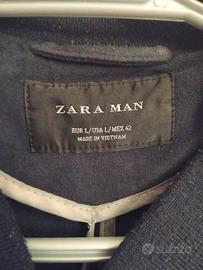 ZARA MAN
EUR L/USA L/MEX 42
MADE IN VIETNAM
subito